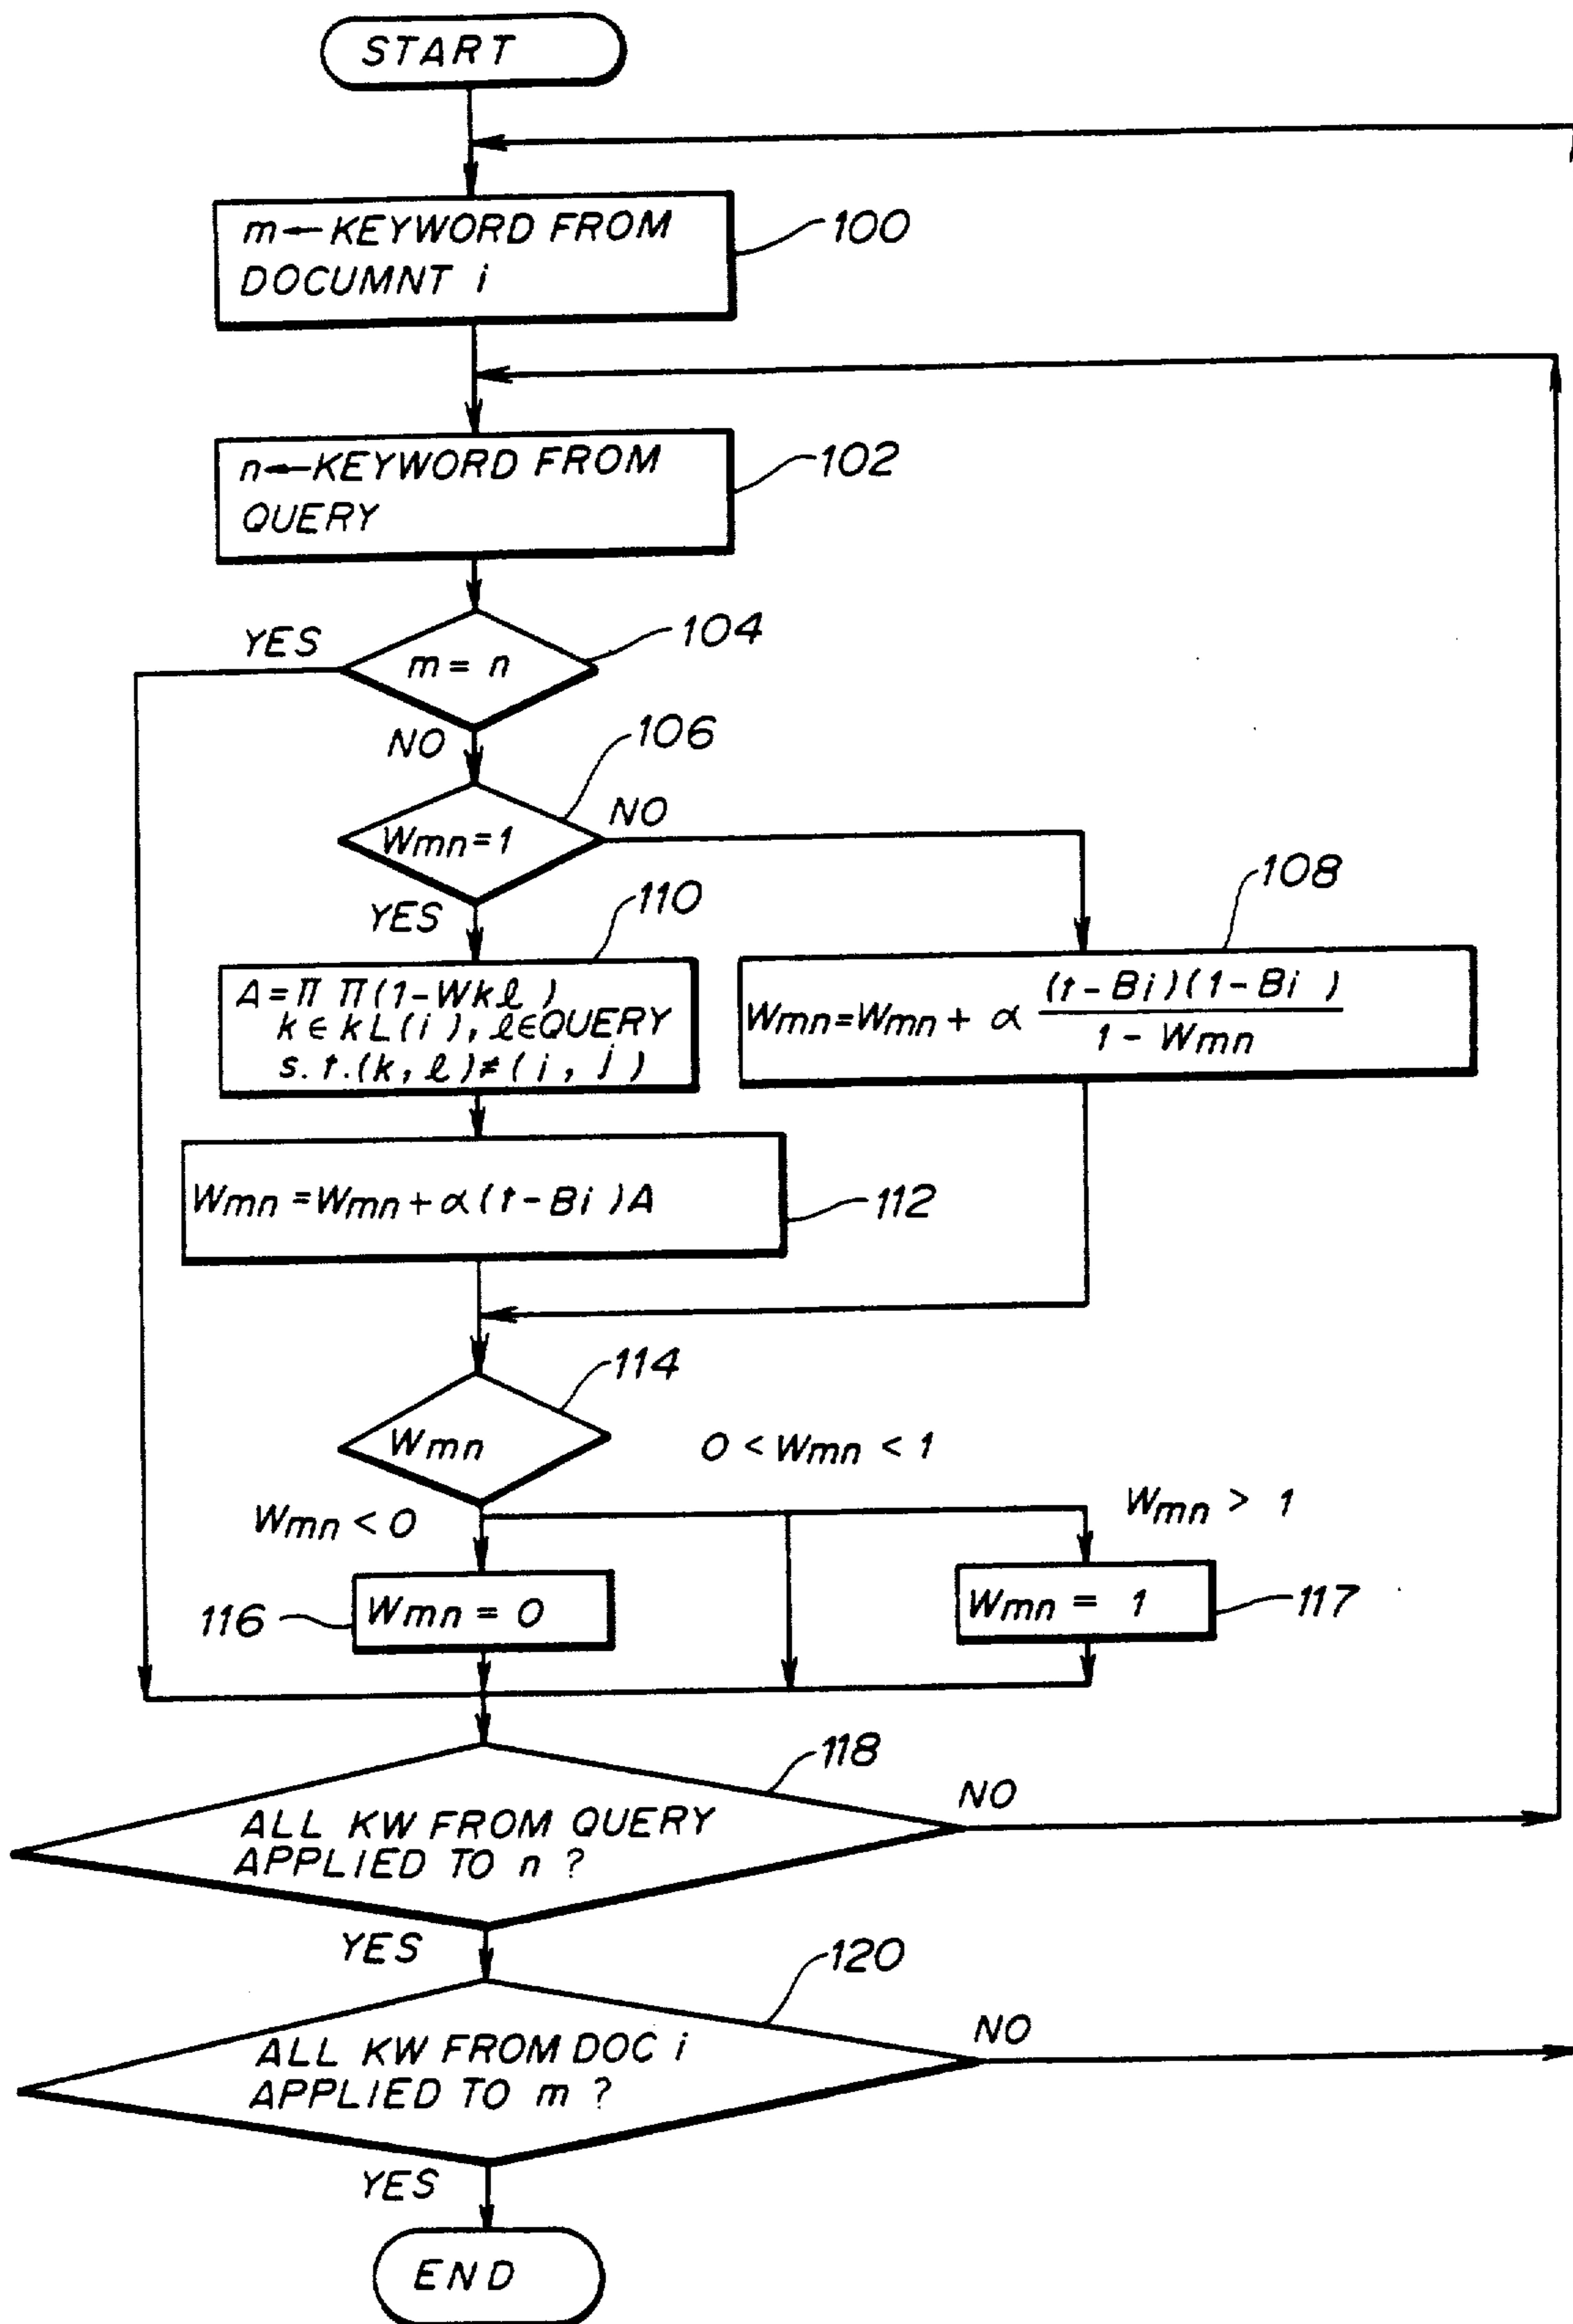 START
m←KEYWORD FROM
DOCUMNT i
100
n←KEYWORD FROM
QUERY
102
YES
m = n
104
NO
106
Wmn=1
NO
YES
110
108
A=Π Π(1-Wkℓ)
k∈kL(i), ℓ∈QUERY
s.t.(k,ℓ)≠(i, j)
Wmn=Wmn+ α (t-Bi)(1-Bi )
1 - Wmn
Wmn=Wmn+α(t-Bi)A
112
114
Wmn
0 < Wmn < 1
Wmn < 0
Wmn > 1
116
Wmn = 0
Wmn = 1
117
118
ALL KW FROM QUERY
APPLIED TO n ?
NO
YES
120
ALL KW FROM DOC i
APPLIED TO m ?
NO
YES
END